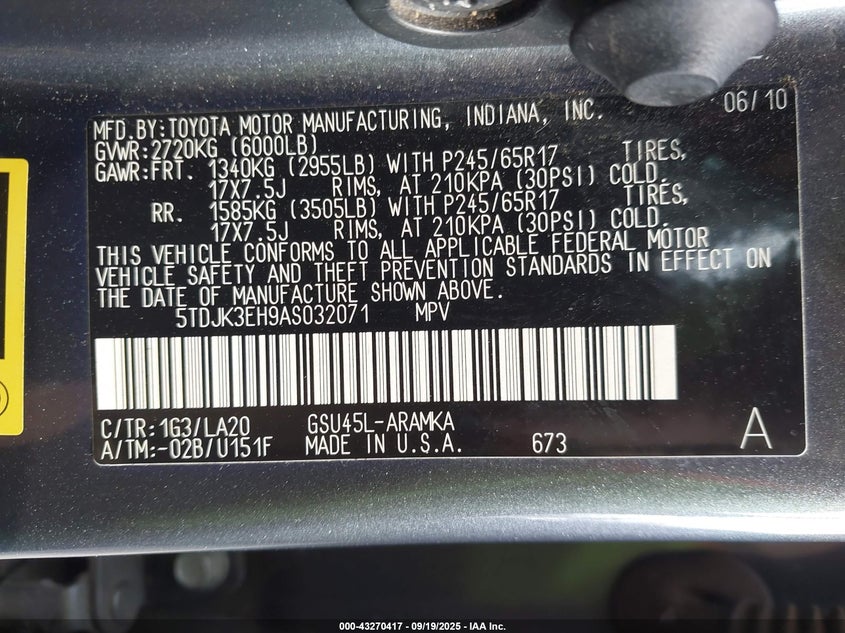 MFD.BY:TOYOTA MOTOR MANUFACTURING, INDIANA, INC. 06/10
GVWR:2720KG (6000LB)
GAWR:FRT. 1340KG (2955LB) WITH P245/65R17 TIRES,
17X7.5J RIMS, AT 210KPA (30PSI) COLD.
RR. 1585KG (3505LB) WITH P245/65R17 TIRES,
17X7.5J RIMS, AT 210KPA (30PSI) COLD.
THIS VEHICLE CONFORMS TO ALL APPLICABLE FEDERAL MOTOR
VEHICLE SAFETY AND THEFT PREVENTION STANDARDS IN EFFECT ON
THE DATE OF MANUFACTURE SHOWN ABOVE.
5TDJK3EH9AS032071 MPV
C/TR:1G3/LA20 GSU45L-ARAMKA
A/TM:-02B/U151F MADE IN U.S.A. 673 A
000-43270417 - 09/19/2025 - IAA Inc.